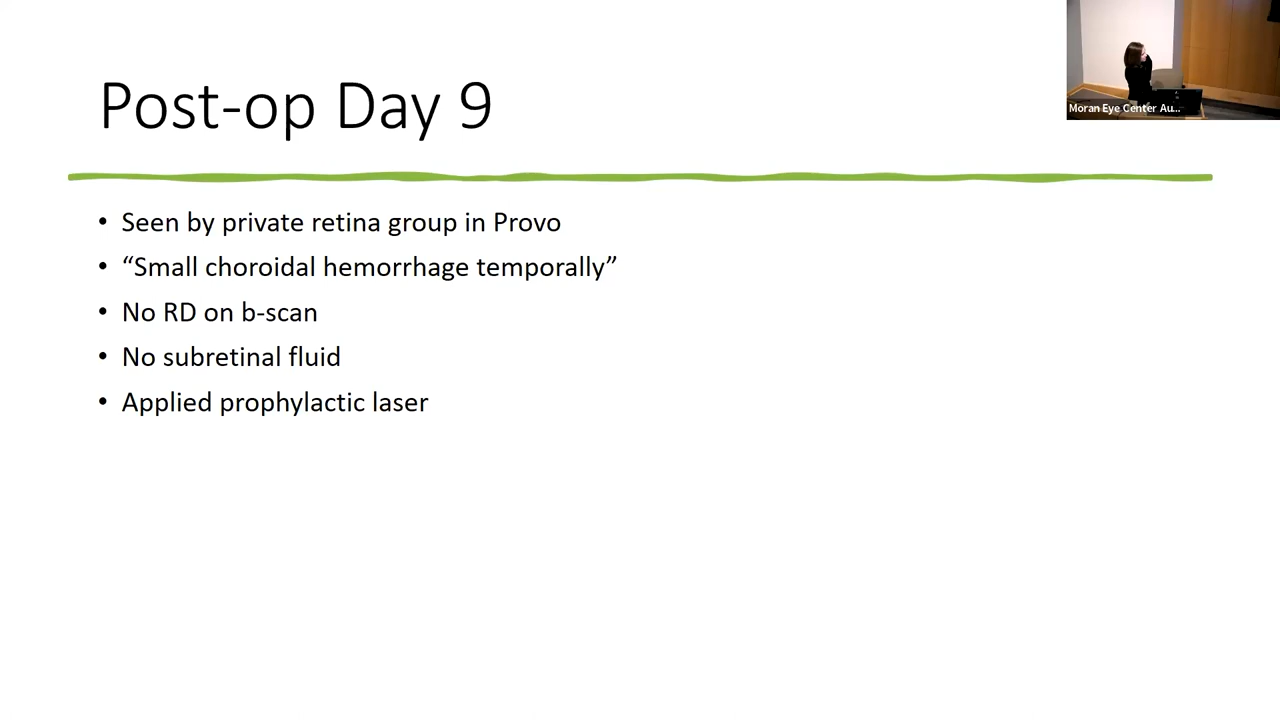 Post-op Day 9
Moran Eye Center Au...
• Seen by private retina group in Provo
• “Small choroidal hemorrhage temporally”
• No RD on b-scan
• No subretinal fluid
• Applied prophylactic laser